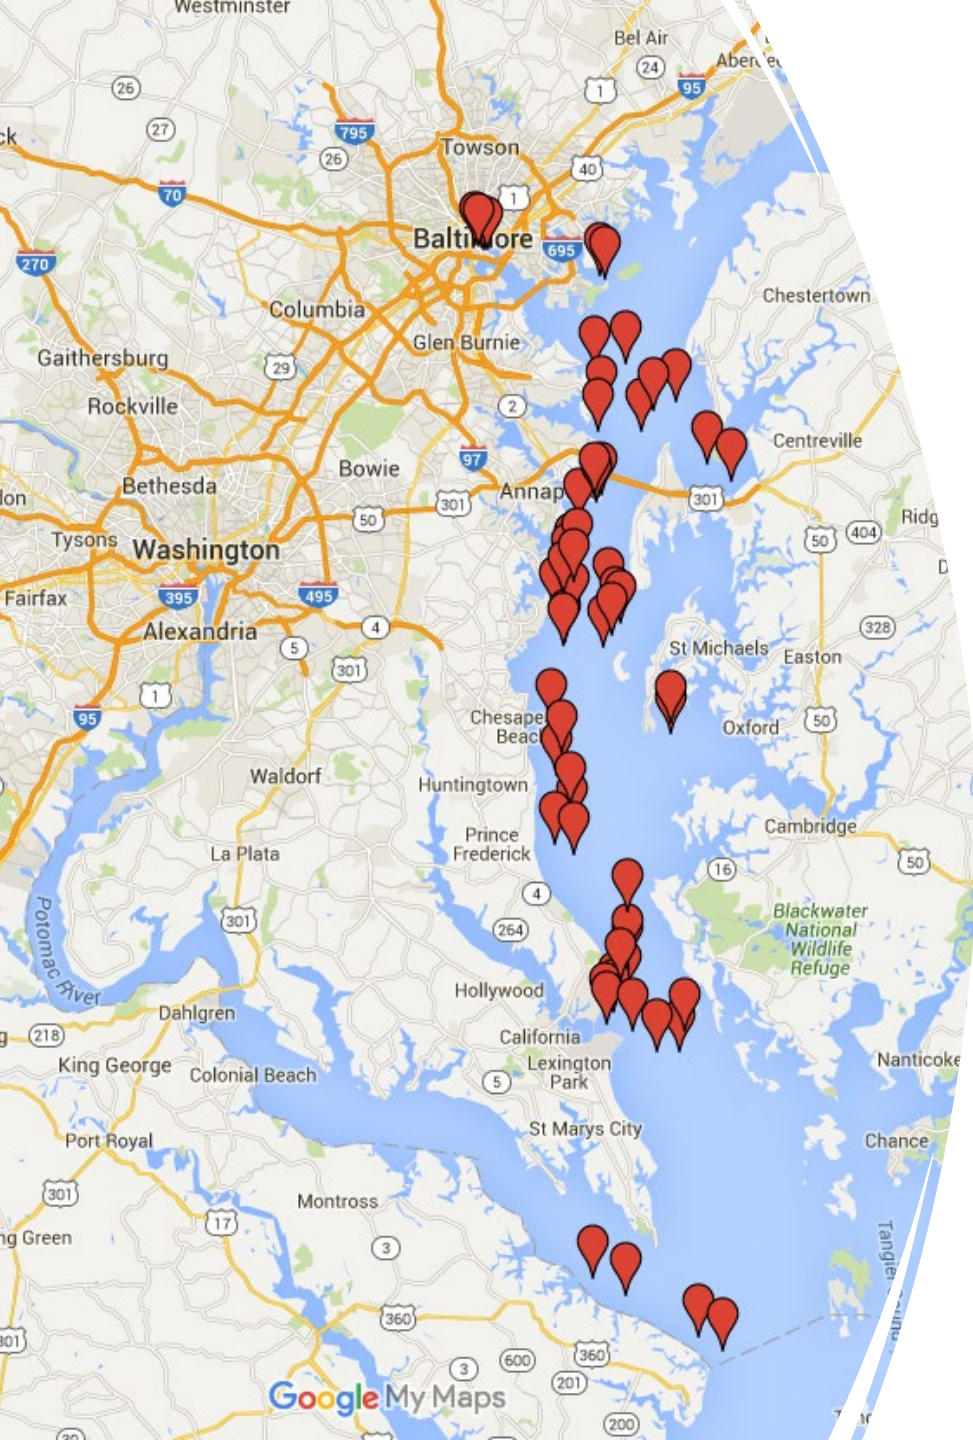 Westminster
Bel Air
24
1
26
95
795
27
Towson
26
40
70
1
Baltimore
695
270
Chestertown
Columbia
Glen Burnie
Gaithersburg
29
Rockville
2
Centreville
97
Bowie
Bethesda
Annap
301
301
50
Tysons
50
404
Ridg
Washington
Fairfax
395
495
Alexandria
4
328
5
St Michaels
Easton
301
1
95
Chesape
Beac
Oxford
50
Waldorf
Huntingtown
Prince
Frederick
Cambridge
La Plata
50
16
4
301
264
Blackwater
National
Wildlife
Refuge
Potomac River
Hollywood
Dahlgren
218
California
King George
Colonial Beach
Lexington
Park
Nanticoke
5
St Marys City
Port Royal
Chance
301
Montross
17
ng Green
3
360
301
360
600
3
201
Google My Maps
200